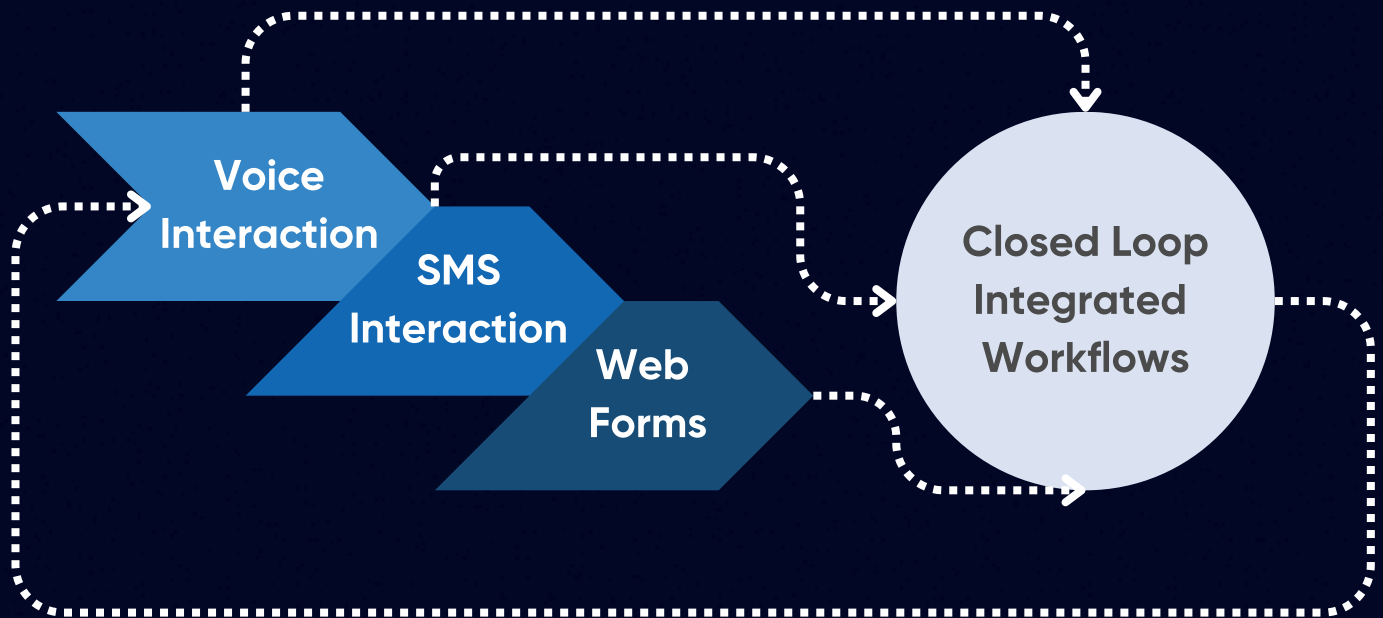 Voice
Interaction
SMS
Interaction
Web
Forms
Closed Loop
Integrated
Workflows